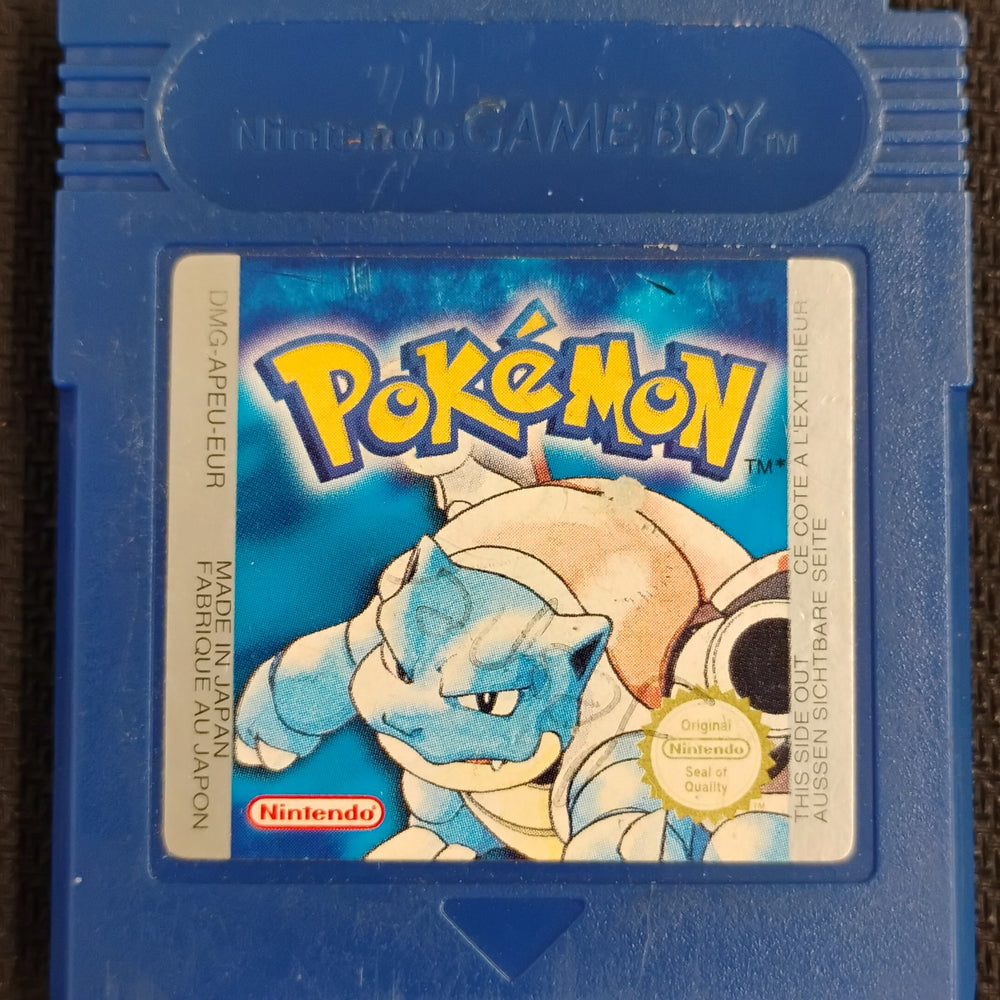 Nintendo GAME BOY TM
DMG-APEU-EUR
MADE IN JAPAN
FABRIQUE AU JAPON
POKéMON
TM*
Nintendo®
Original
Nintendo
Seal of
Quality
TM
THIS SIDE OUT CE COTE A L'EXTERIEUR
AUSSEN SICHTBARE SEITE